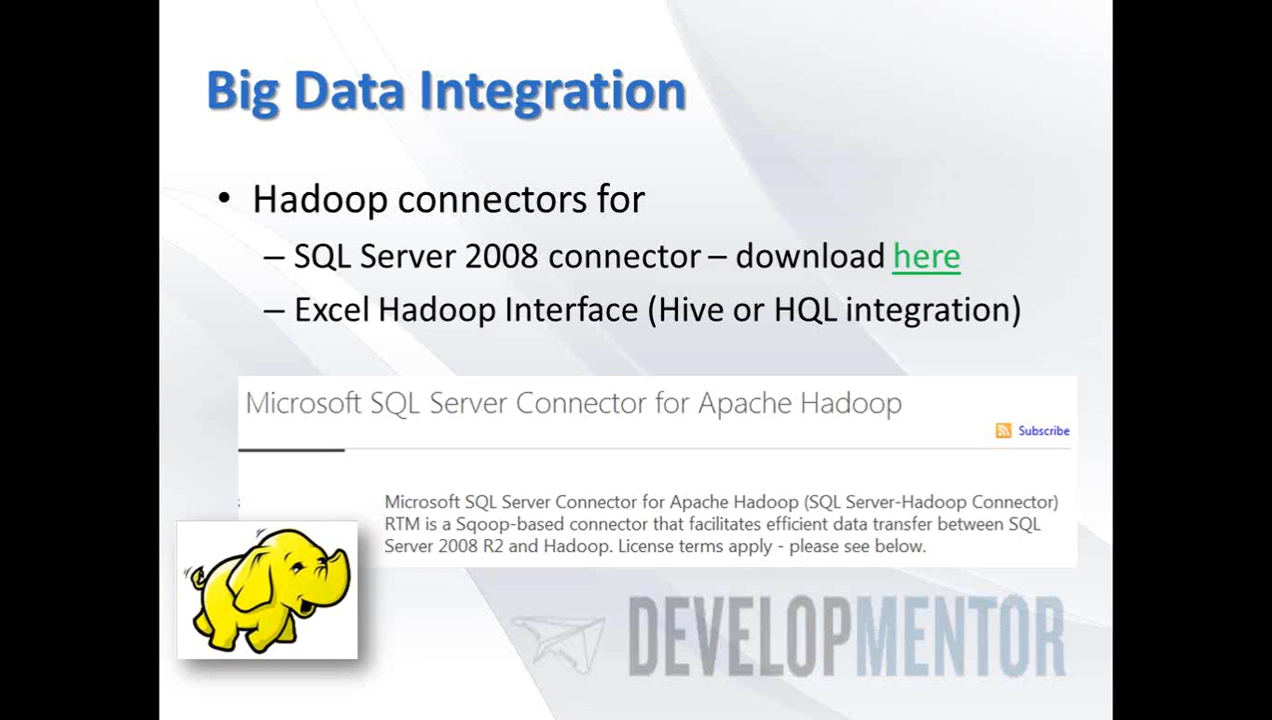 Big Data Integration
• Hadoop connectors for
– SQL Server 2008 connector – download here
– Excel Hadoop Interface (Hive or HQL integration)
Microsoft SQL Server Connector for Apache Hadoop
Subscribe
Microsoft SQL Server Connector for Apache Hadoop (SQL Server-Hadoop Connector)
RTM is a Sqoop-based connector that facilitates efficient data transfer between SQL
Server 2008 R2 and Hadoop. License terms apply - please see below.
DEVELOPMENTOR